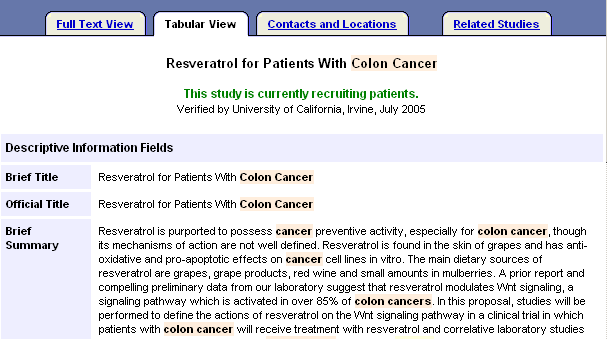 Full Text View Tabular View Contacts and Locations Related Studies
Resveratrol for Patients With Colon Cancer
This study is currently recruiting patients.
Verified by University of California, Irvine, July 2005
Descriptive Information Fields
Brief Title Resveratrol for Patients With Colon Cancer
Official Title Resveratrol for Patients With Colon Cancer
Brief Summary
Resveratrol is purported to possess cancer preventive activity, especially for colon cancer, though
its mechanisms of action are not well defined. Resveratrol is found in the skin of grapes and has anti-
oxidative and pro-apoptotic effects on cancer cell lines in vitro. The main dietary sources of
resveratrol are grapes, grape products, red wine and small amounts in mulberries. A prior report and
compelling preliminary data from our laboratory suggest that resveratrol modulates Wnt signaling, a
signaling pathway which is activated in over 85% of colon cancers. In this proposal, studies will be
performed to define the actions of resveratrol on the Wnt signaling pathway in a clinical trial in which
patients with colon cancer will receive treatment with resveratrol and correlative laboratory studies